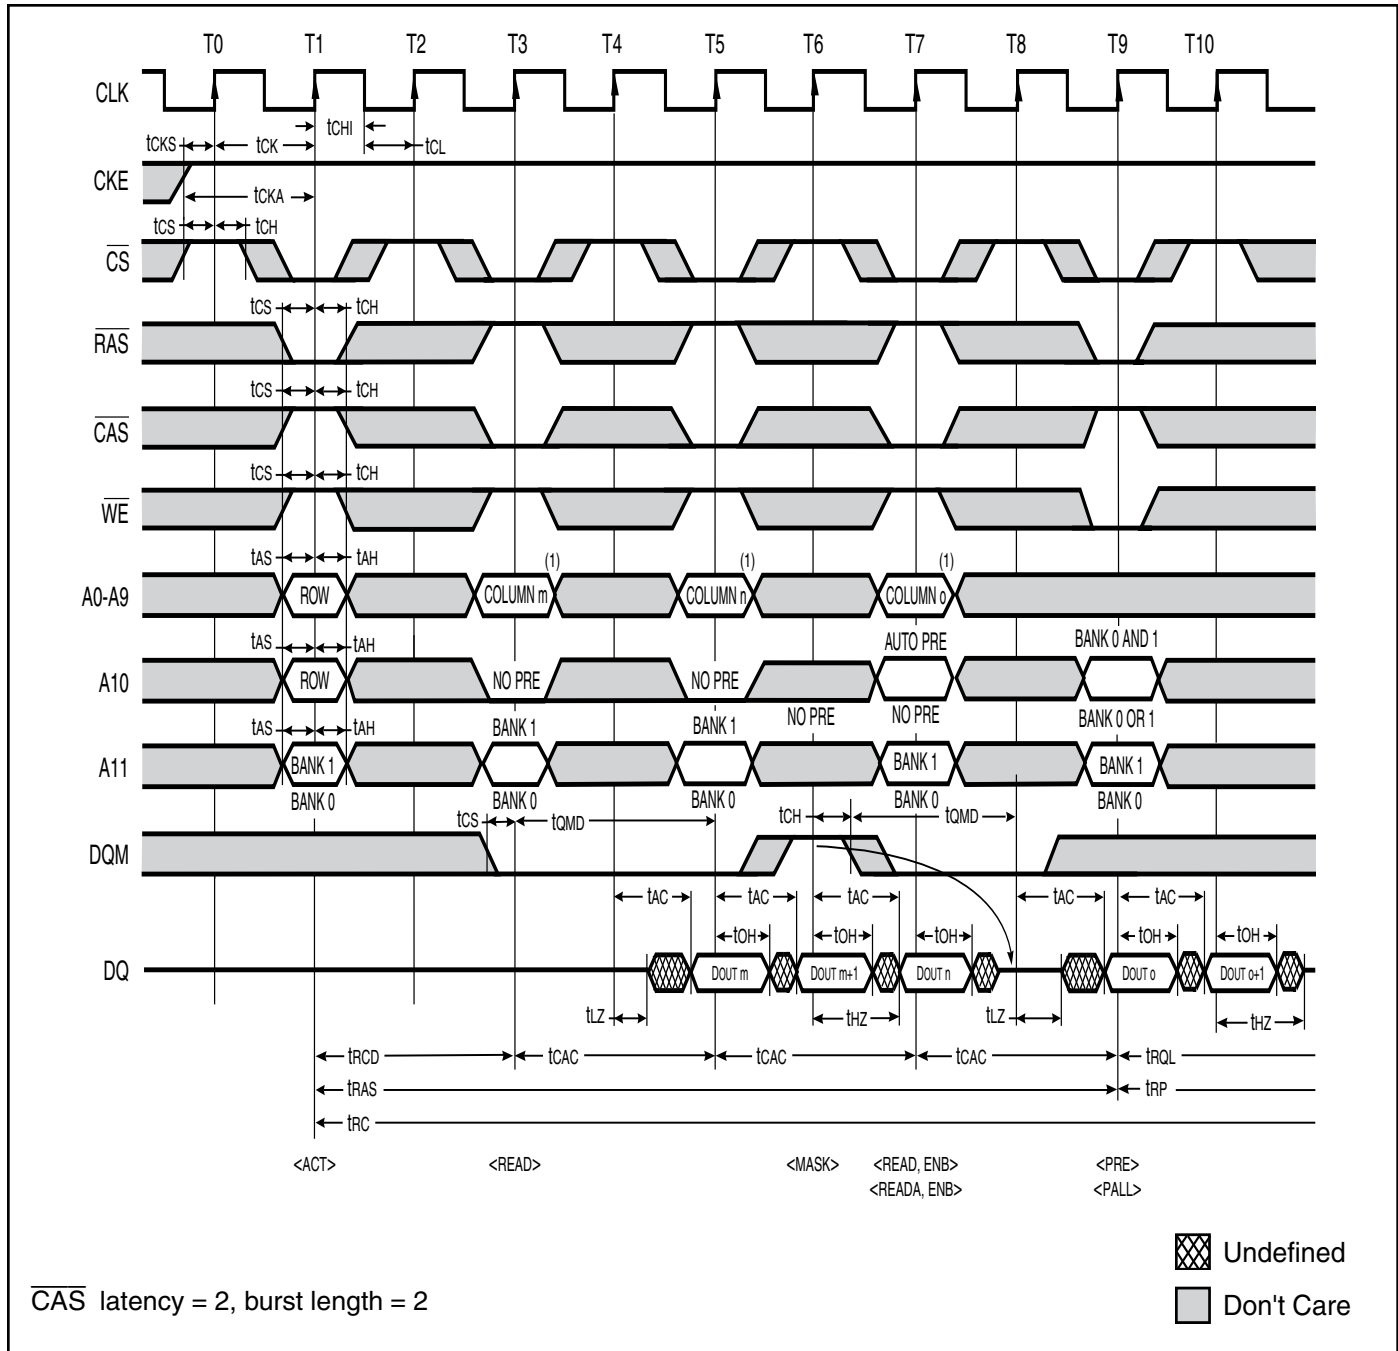 T0 T1 T2 T3 T4 T5 T6 T7 T8 T9 T10
CLK
tCHI
tCKS tCK tCL
CKE
tCKA
tCS tCH
CS
tCS tCH
RAS
tCS tCH
CAS
tCS tCH
WE
tAS tAH (1) (1) (1)
A0-A9 ROW COLUMN m COLUMN n COLUMN o
tAS tAH AUTO PRE BANK 0 AND 1
A10 ROW NO PRE NO PRE
NO PRE NO PRE BANK 0 OR 1
tAS tAH BANK 1 BANK 1
A11 BANK 1 BANK 1 BANK 1
BANK 0 BANK 0 BANK 0 BANK 0 BANK 0
tCS tQMD tCH tQMD
DQM
tAC tAC tAC tAC tAC
tOH tOH tOH tOH tOH
DQ DOUT m DOUT m+1 DOUT n DOUT o DOUT o+1
tLZ tHZ tLZ tHZ
tRCD tCAC tCAC tCAC tRQL
tRAS tRP
tRC
<ACT> <READ> <MASK> <READ, ENB> <PRE>
<READA, ENB> <PALL>
Undefined
CAS latency = 2, burst length = 2
Don't Care